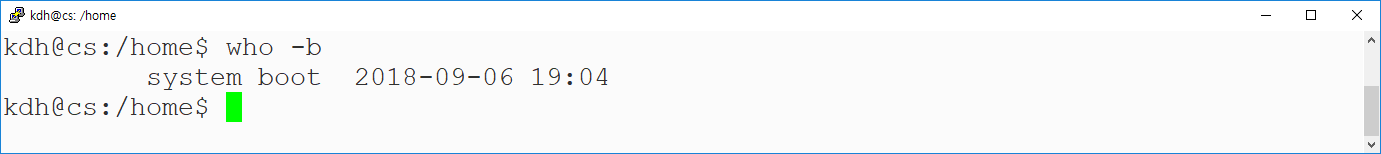 kdh@cs: /home
kdh@cs:/home$ who -b
         system boot  2018-09-06 19:04
kdh@cs:/home$